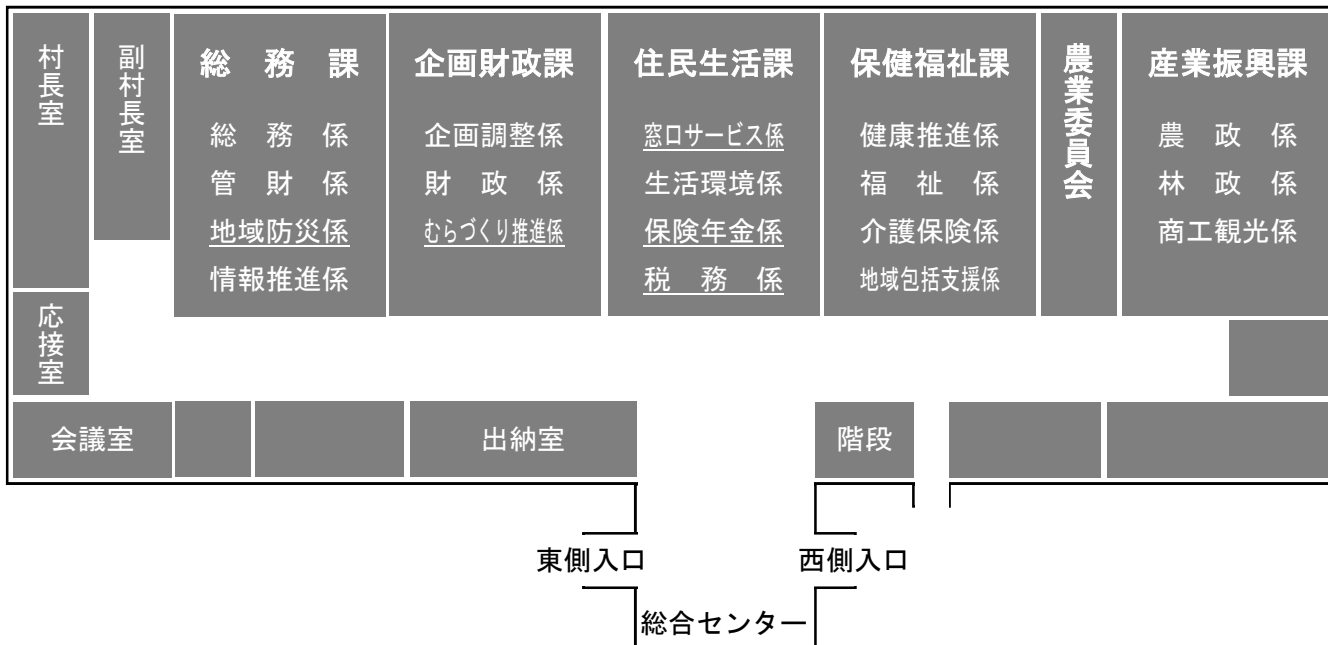 村長室
副村長室
総務課
総務係
管財係
地域防災係
情報推進係
企画財政課
企画調整係
財政係
むらづくり推進係
住民生活課
窓口サービス係
生活環境係
保険年金係
税務係
保健福祉課
健康推進係
福祉係
介護保険係
地域包括支援係
農業委員会
産業振興課
農政係
林政係
商工観光係
応接室
会議室
出納室
階段
東側入口
西側入口
総合センター